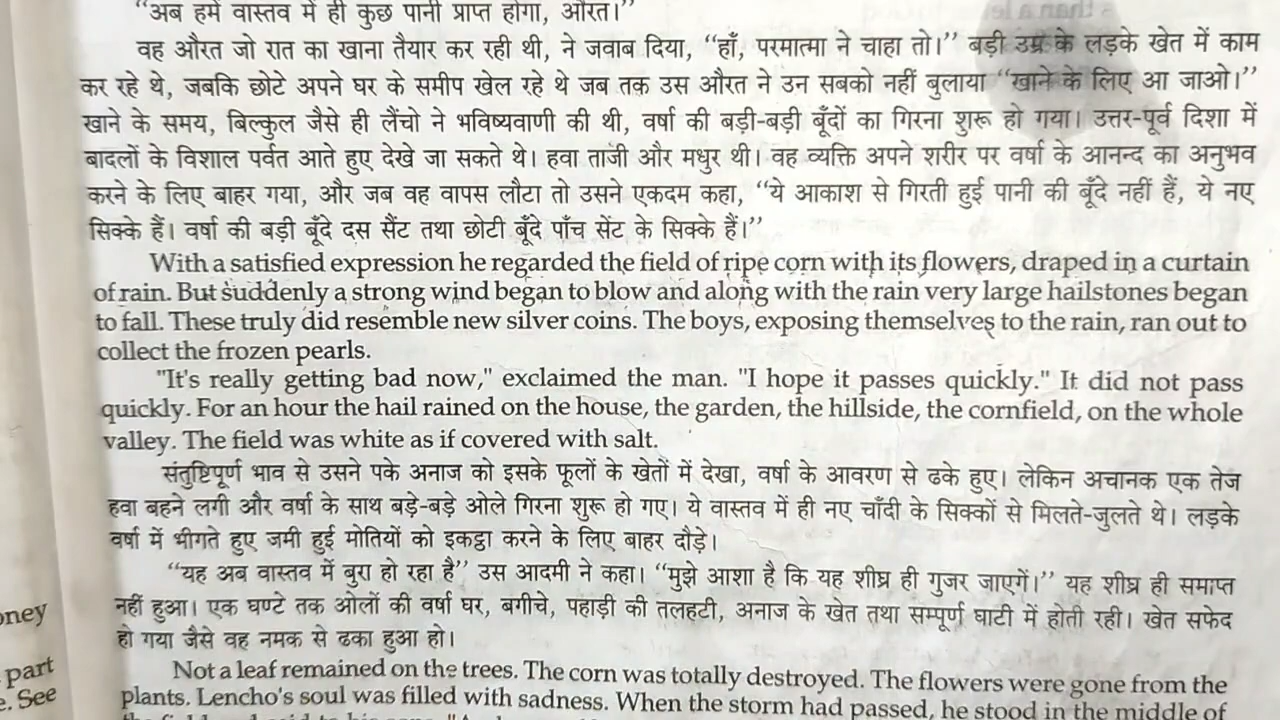 “अब हमें वास्तव में ही कुछ पानी प्राप्त होगा, औरत।”
वह औरत जो रात का खाना तैयार कर रही थी, ने जवाब दिया, “हाँ, परमात्मा ने चाहा तो।” बड़ी उम्र के लड़के खेत में काम
कर रहे थे, जबकि छोटे अपने घर के समीप खेल रहे थे जब तक उस औरत ने उन सबको नहीं बुलाया “खाने के लिए आ जाओ।”
खाने के समय, बिल्कुल जैसे ही लैंचो ने भविष्यवाणी की थी, वर्षा की बड़ी-बड़ी बूँदों का गिरना शुरू हो गया। उत्तर-पूर्व दिशा में
बादलों के विशाल पर्वत आते हुए देखे जा सकते थे। हवा ताजी और मधुर थी। वह व्यक्ति अपने शरीर पर वर्षा के आनन्द का अनुभव
करने के लिए बाहर गया, और जब वह वापस लौटा तो उसने एकदम कहा, “ये आकाश से गिरती हुई पानी की बूँदे नहीं हैं, ये नए
सिक्के हैं। वर्षा की बड़ी बूँदे दस सैंट तथा छोटी बूँदे पाँच सेंट के सिक्के हैं।”
With a satisfied expression he regarded the field of ripe corn with its flowers, draped in a curtain
of rain. But suddenly a strong wind began to blow and along with the rain very large hailstones began
to fall. These truly did resemble new silver coins. The boys, exposing themselves to the rain, ran out to
collect the frozen pearls.
"It's really getting bad now," exclaimed the man. "I hope it passes quickly." It did not pass
quickly. For an hour the hail rained on the house, the garden, the hillside, the cornfield, on the whole
valley. The field was white as if covered with salt.
संतुष्टिपूर्ण भाव से उसने पके अनाज को इसके फूलों के खेतों में देखा, वर्षा के आवरण से ढके हुए। लेकिन अचानक एक तेज
हवा बहने लगी और वर्षा के साथ बड़े-बड़े ओले गिरना शुरू हो गए। ये वास्तव में ही नए चाँदी के सिक्कों से मिलते-जुलते थे। लड़के
वर्षा में भीगते हुए जमी हुई मोतियों को इकट्ठा करने के लिए बाहर दौड़े।
“यह अब वास्तव में बुरा हो रहा है” उस आदमी ने कहा। “मुझे आशा है कि यह शीघ्र ही गुजर जाएगें।” यह शीघ्र ही समाप्त
नहीं हुआ। एक घण्टे तक ओलों की वर्षा घर, बगीचे, पहाड़ी की तलहटी, अनाज के खेत तथा सम्पूर्ण घाटी में होती रही। खेत सफेद
हो गया जैसे वह नमक से ढका हुआ हो।
Not a leaf remained on the trees. The corn was totally destroyed. The flowers were gone from the
plants. Lencho's soul was filled with sadness. When the storm had passed, he stood in the middle of
oney
part
See